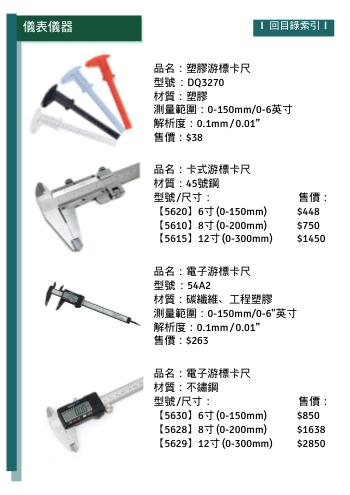 儀表儀器
回目錄索引
品名：塑膠游標卡尺
型號：DQ3270
材質：塑膠
測量範圍：0-150mm/0-6英寸
解析度：0.1mm/0.01”
售價：$38
品名：卡式游標卡尺
材質：45號鋼
型號/尺寸： 售價：
【5620】6寸(0-150mm) $448
【5610】8寸(0-200mm) $750
【5615】12寸(0-300mm) $1450
品名：電子游標卡尺
型號：54A2
材質：碳纖維、工程塑膠
測量範圍：0-150mm/0-6"英寸
解析度：0.1mm/0.01”
售價：$263
品名：電子游標卡尺
材質：不鏽鋼
型號/尺寸： 售價：
【5630】6寸(0-150mm) $850
【5628】8寸(0-200mm) $1638
【5629】12寸(0-300mm) $2850